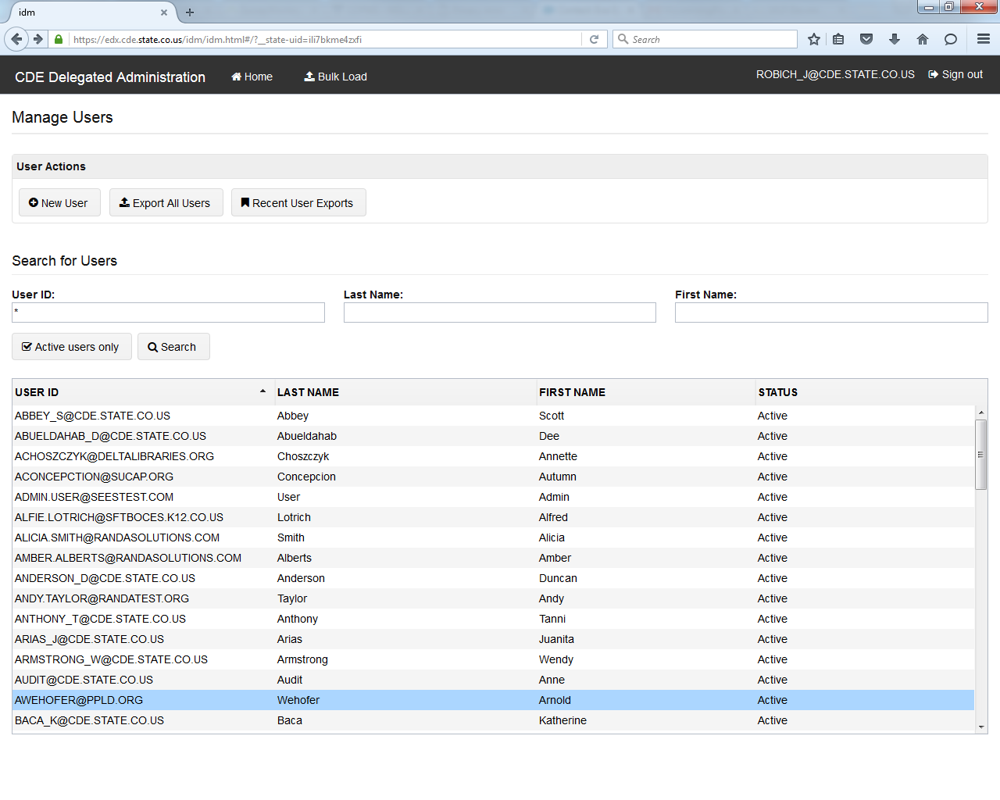 idm
https://edx.cde.state.co.us/idm/idm.html#/?__state-uid=ili7bkme4zxfi
Search
CDE Delegated Administration Home Bulk Load ROBICH_J@CDE.STATE.CO.US Sign out
Manage Users
User Actions
New User Export All Users Recent User Exports
Search for Users
User ID: Last Name: First Name:
*
Active users only Search
USER ID LAST NAME FIRST NAME STATUS
ABBEY_S@CDE.STATE.CO.US Abbey Scott Active
ABUELDAHAB_D@CDE.STATE.CO.US Abueldahab Dee Active
ACHOSZCZYK@DELTALIBRARIES.ORG Choszczyk Annette Active
ACONCEPCTION@SUCAP.ORG Concepcion Autumn Active
ADMIN.USER@SEESTEST.COM User Admin Active
ALFIE.LOTRICH@SFTBOCES.K12.CO.US Lotrich Alfred Active
ALICIA.SMITH@RANDASOLUTIONS.COM Smith Alicia Active
AMBER.ALBERTS@RANDASOLUTIONS.COM Alberts Amber Active
ANDERSON_D@CDE.STATE.CO.US Anderson Duncan Active
ANDY.TAYLOR@RANDATEST.ORG Taylor Andy Active
ANTHONY_T@CDE.STATE.CO.US Anthony Tanni Active
ARIAS_J@CDE.STATE.CO.US Arias Juanita Active
ARMSTRONG_W@CDE.STATE.CO.US Armstrong Wendy Active
AUDIT@CDE.STATE.CO.US Audit Anne Active
AWEHOFER@PPLD.ORG Wehofer Arnold Active
BACA_K@CDE.STATE.CO.US Baca Katherine Active